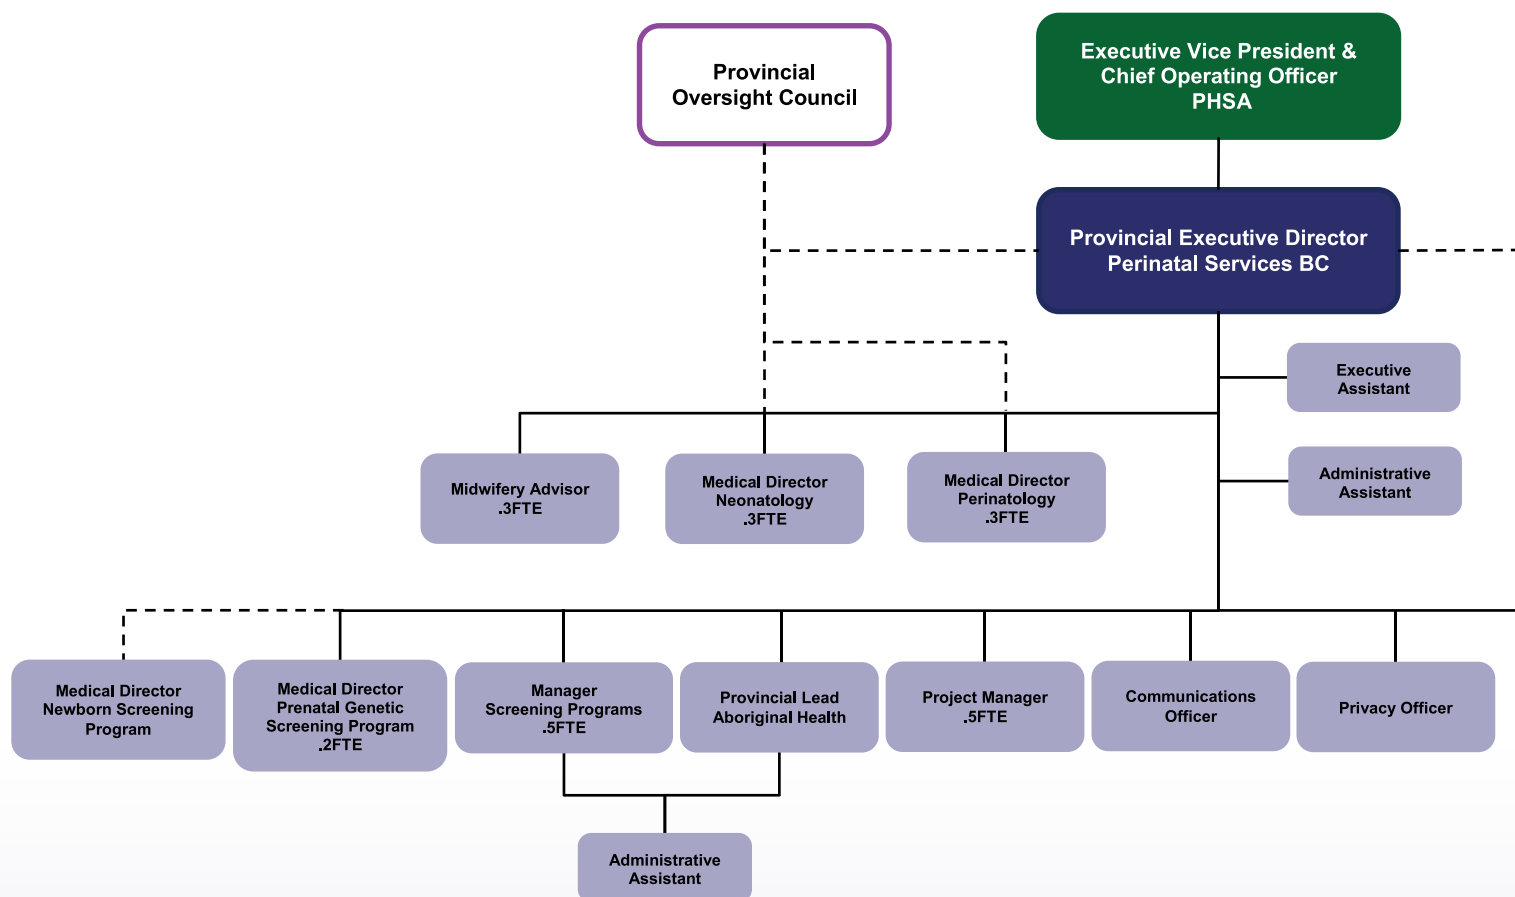 Provincial
Oversight Council
Executive Vice President &
Chief Operating Officer
PHSA
Provincial Executive Director
Perinatal Services BC
Executive
Assistant
Administrative
Assistant
Midwifery Advisor
.3FTE
Medical Director
Neonatology
.3FTE
Medical Director
Perinatology
.3FTE
Medical Director
Newborn Screening
Program
Medical Director
Prenatal Genetic
Screening Program
.2FTE
Manager
Screening Programs
.5FTE
Provincial Lead
Aboriginal Health
Project Manager
.5FTE
Communications
Officer
Privacy Officer
Administrative
Assistant